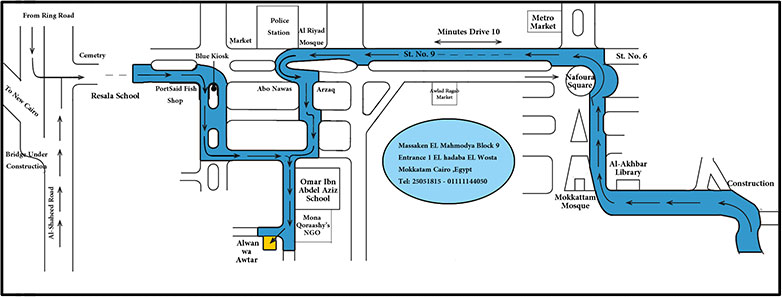 From Ring Road
Cemetry
To New Cairo
Resala School
Bridge Under
Construction
Al-Shaheed Road
Market
Blue Kiosk
PortSaid Fish
Shop
Police
Station
Al Riyad
Mosque
Abo Nawas
Arzaq
Omar Ibn
Abdel Aziz
School
Mona
Qoraashy's
NGO
Alwan
wa
Awtar
Minutes Drive 10
St. No. 9
Metro
Market
St. No. 6
Nafoura
Square
Awlad Ragab
Market
Massaken EL Mahmodya Block 9
Entrance 1 EL hadaba EL Wosta
Mokkatam Cairo ,Egypt
Tel: 25051815 - 01111144050
Al-Akhbar
Library
Mokkattam
Mosque
Construction